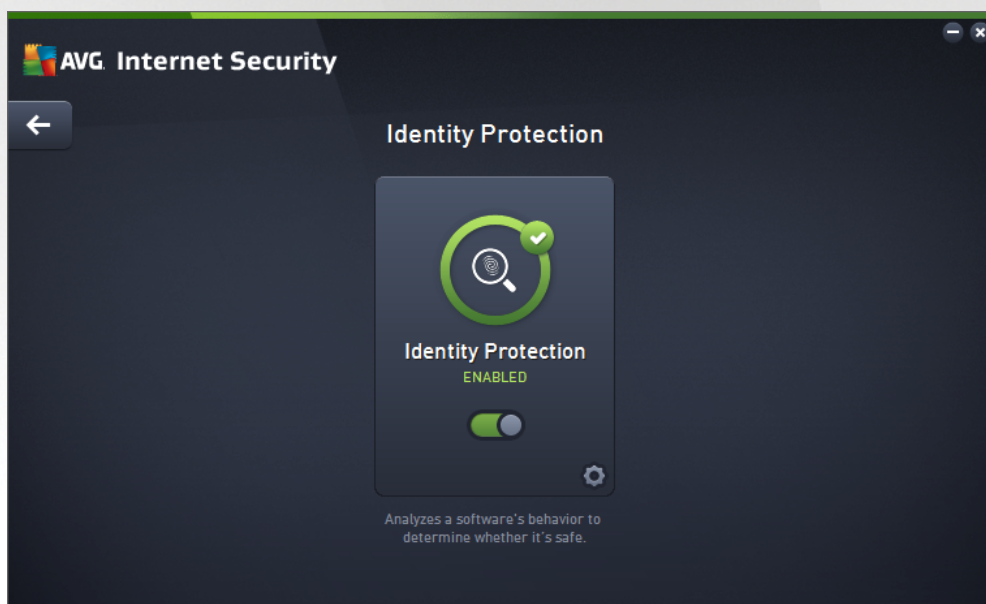 AVG. Internet Security
Identity Protection
Identity Protection
ENABLED
Analyzes a software's behavior to
determine whether it's safe.